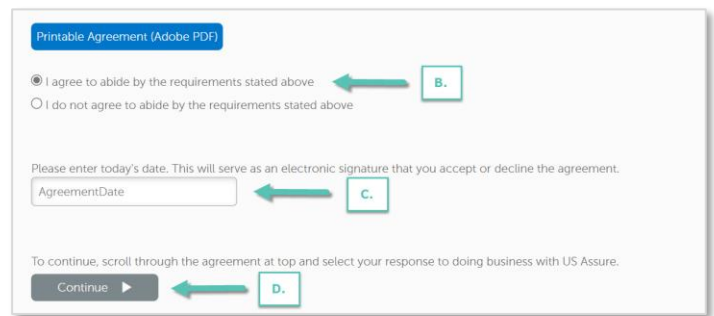 Printable Agreement (Adobe PDF)
I agree to abide by the requirements stated above
B.
I do not agree to abide by the requirements stated above
Please enter today's date. This will serve as an electronic signature that you accept or decline the agreement.
AgreementDate
C.
To continue, scroll through the agreement at top and select your response to doing business with US Assure.
Continue
D.